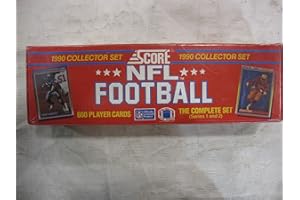 1990 COLLECTOR SET
SCORE
1990 COLLECTOR SET
NFL
FOOTBALL
660 PLAYER CARDS
THE COMPLETE SET
(Series 1 and 2)